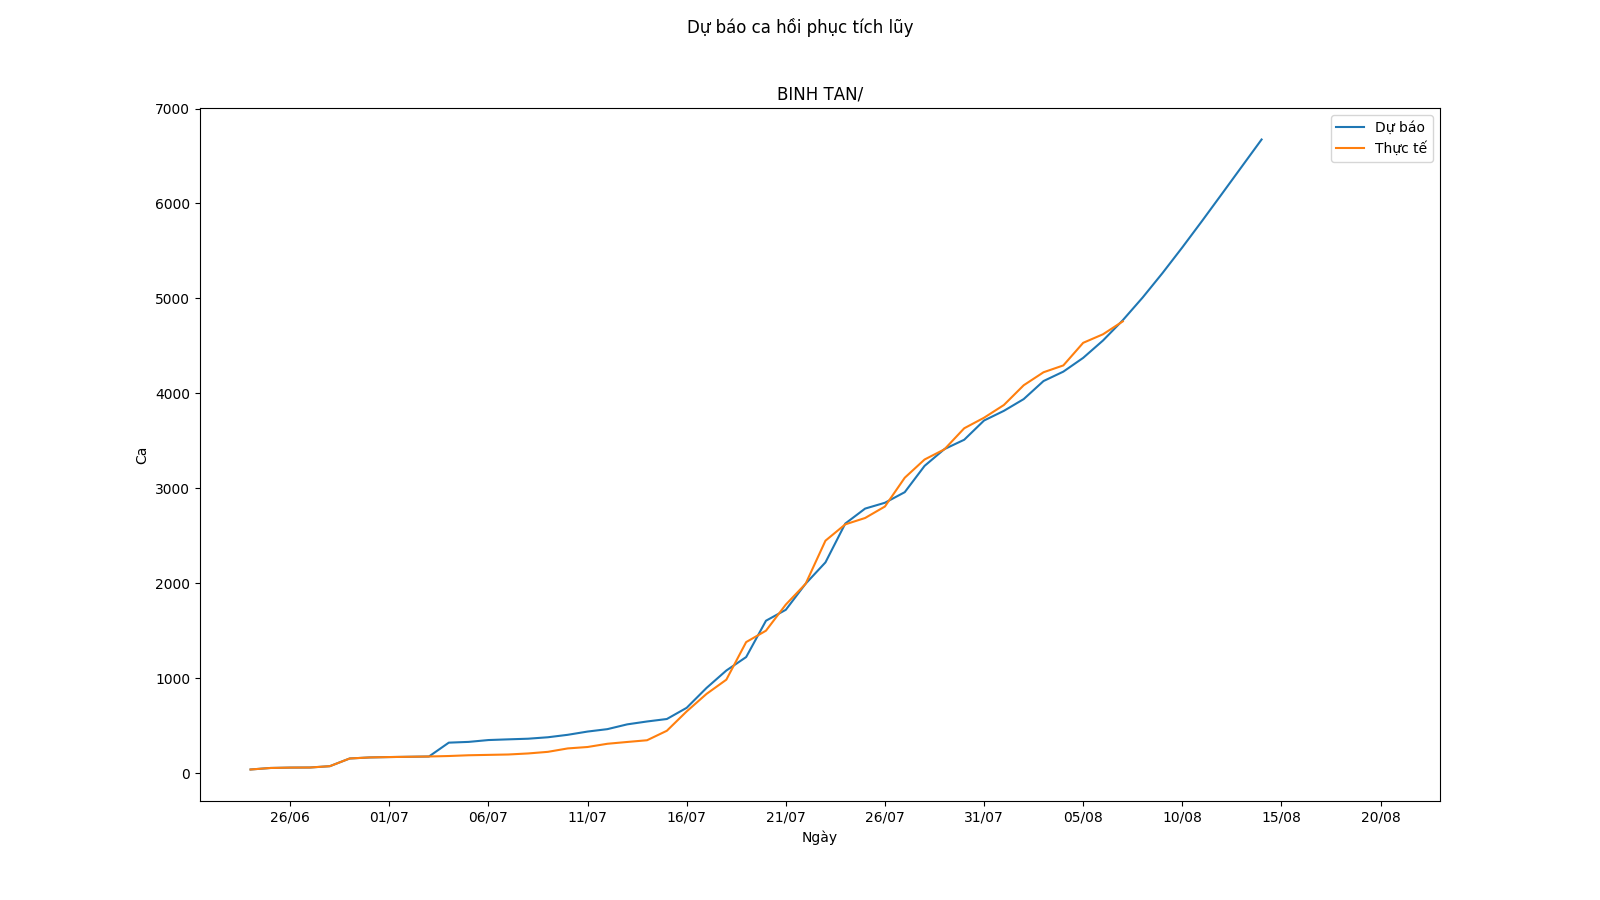 Dự báo ca hồi phục tích lũy
BINH TAN/
7000
6000
5000
4000
3000
2000
1000
0
Ca
Dự báo
Thực tế
26/06 01/07 06/07 11/07 16/07 21/07 26/07 31/07 05/08 10/08 15/08 20/08
Ngày